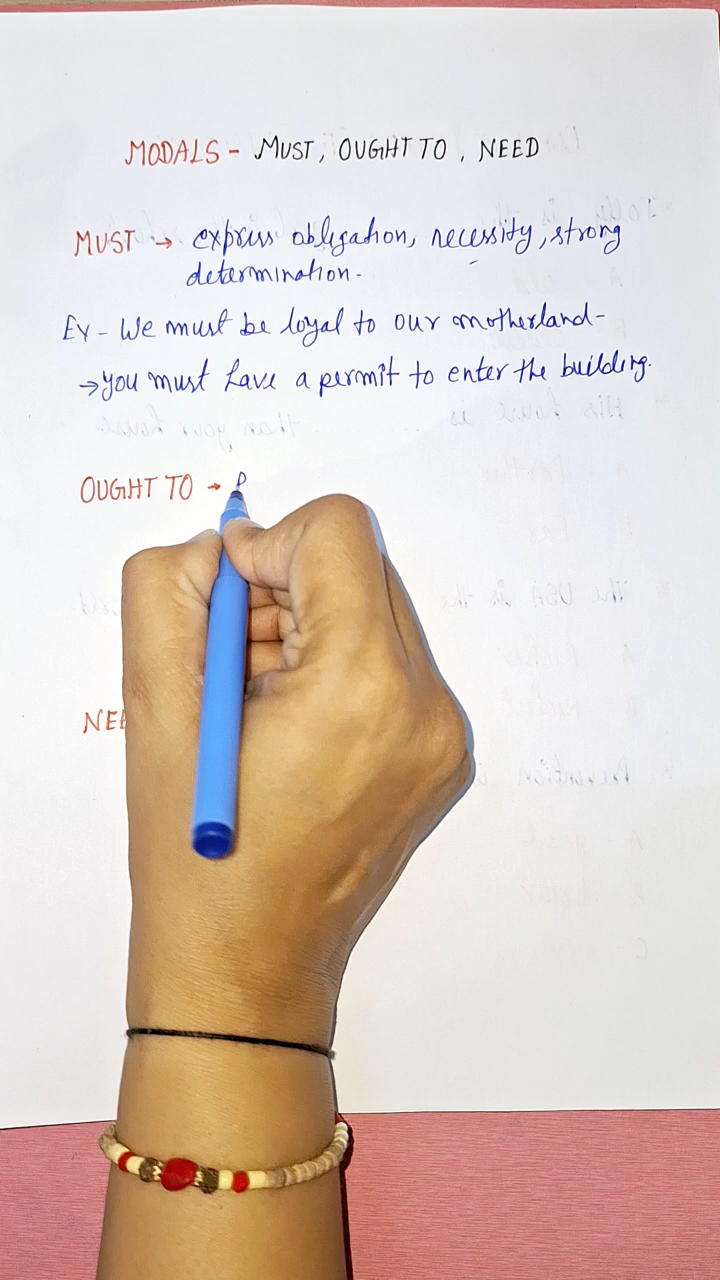 MODALS - MUST, OUGHT TO, NEED
MUST → express obligation, necessity, strong
determination.
Ex - We must be loyal to our motherland-
→ you must have a permit to enter the building.
OUGHT TO →
NEE